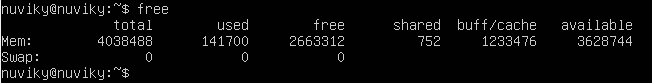 nuviky@nuviky:~$ free
              total        used        free      shared  buff/cache   available
Mem:        4038488      141700     2663312         752     1233476     3628744
Swap:             0           0           0
nuviky@nuviky:~$